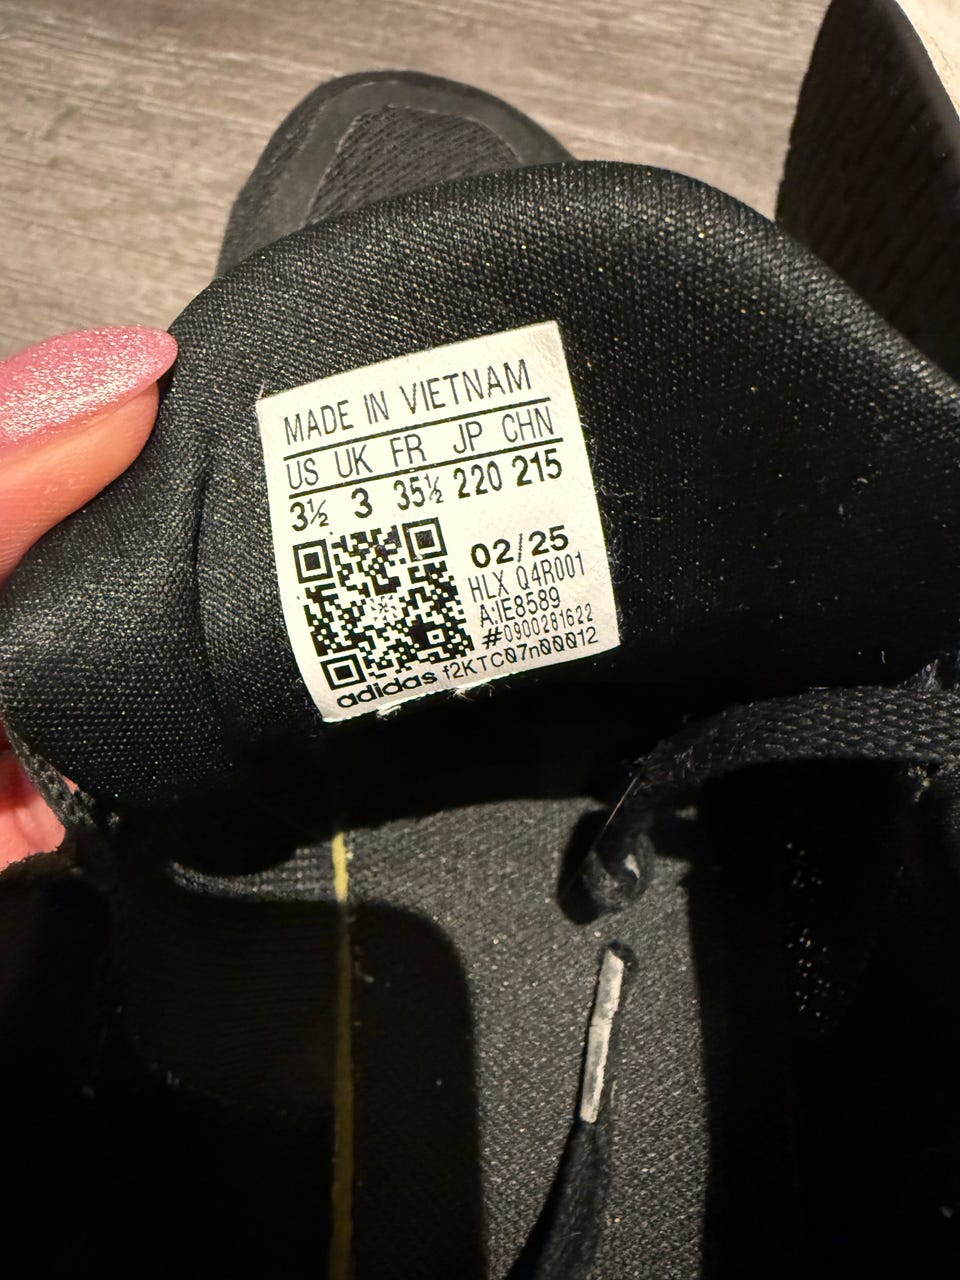 MADE IN VIETNAM
US UK FR JP CHN
3½ 3 35½ 220 215
02/25
HLX Q4R001
A:IE8589
#0900281622
f2KTCQ7nQQQ12
adidas